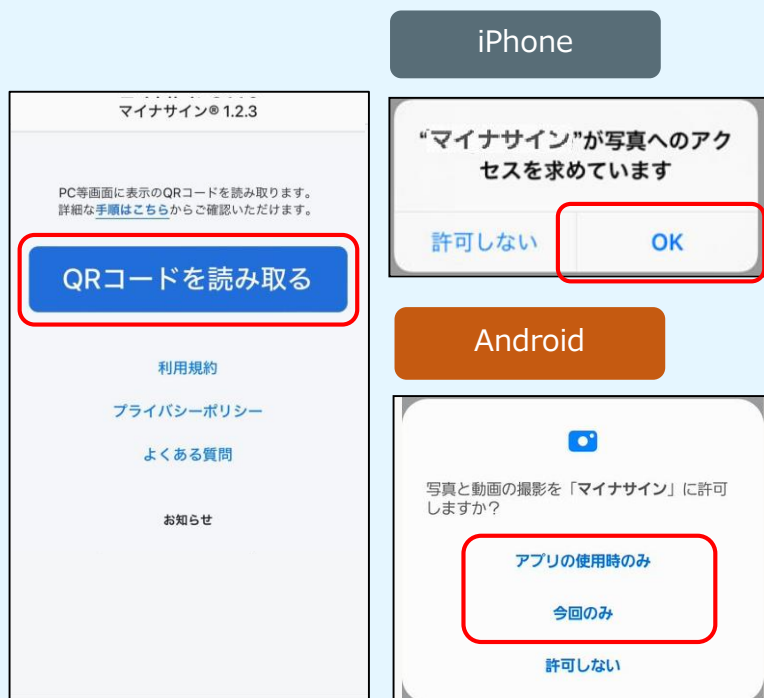 マイナサイン® 1.2.3
PC等画面に表示のQRコードを読み取ります。
詳細な手順はこちらからご確認いただけます。
QRコードを読み取る
利用規約
プライバシーポリシー
よくある質問
お知らせ
iPhone
“マイナサイン”が写真へのアク
セスを求めています
許可しない
OK
Android
写真と動画の撮影を「マイナサイン」に許可
しますか？
アプリの使用時のみ
今回のみ
許可しない